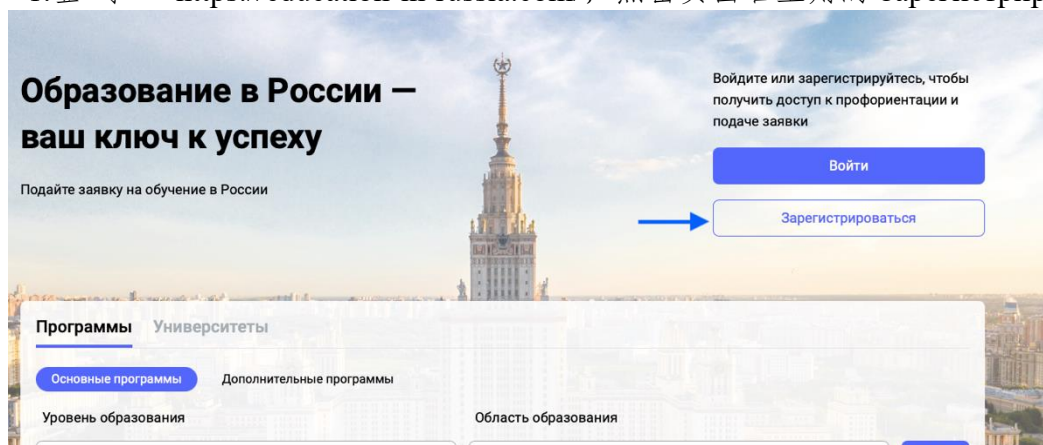 Образование в России —
ваш ключ к успеху
Подайте заявку на обучение в России
Войдите или зарегистрируйтесь, чтобы
получить доступ к профориентации и
подаче заявки
Войти
Зарегистрироваться
Программы Университеты
Основные программы Дополнительные программы
Уровень образования Область образования